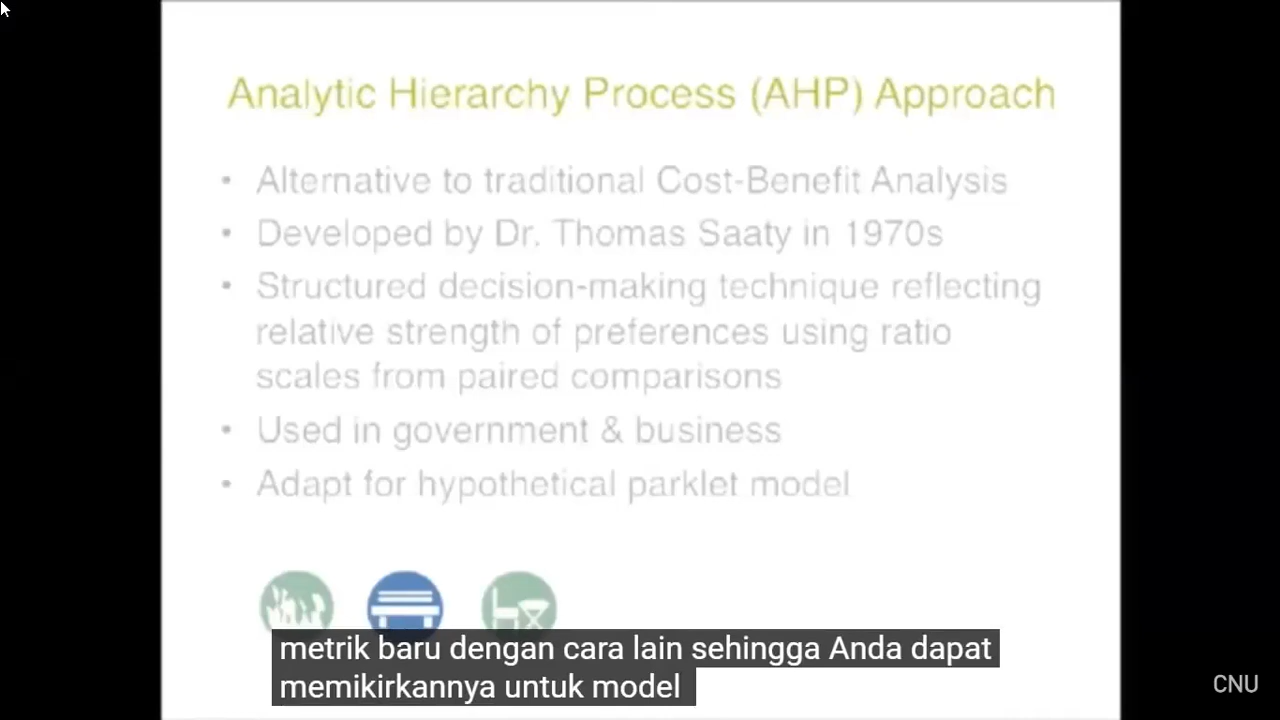 Analytic Hierarchy Process (AHP) Approach
• Alternative to traditional Cost-Benefit Analysis
• Developed by Dr. Thomas Saaty in 1970s
• Structured decision-making technique reflecting
relative strength of preferences using ratio
scales from paired comparisons
• Used in government & business
• Adapt for hypothetical parklet model
metrik baru dengan cara lain sehingga Anda dapat
memikirkannya untuk model
CNU